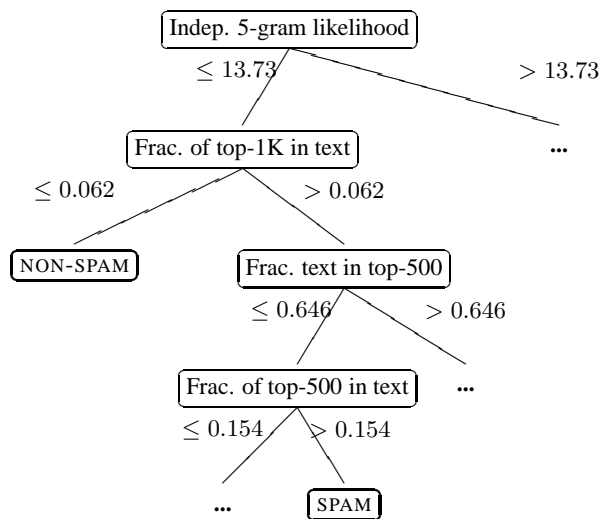 Indep. 5-gram likelihood
≤ 13.73 > 13.73
Frac. of top-1K in text ...
≤ 0.062 > 0.062
NON-SPAM Frac. text in top-500
≤ 0.646 > 0.646
Frac. of top-500 in text ...
≤ 0.154 > 0.154
... SPAM